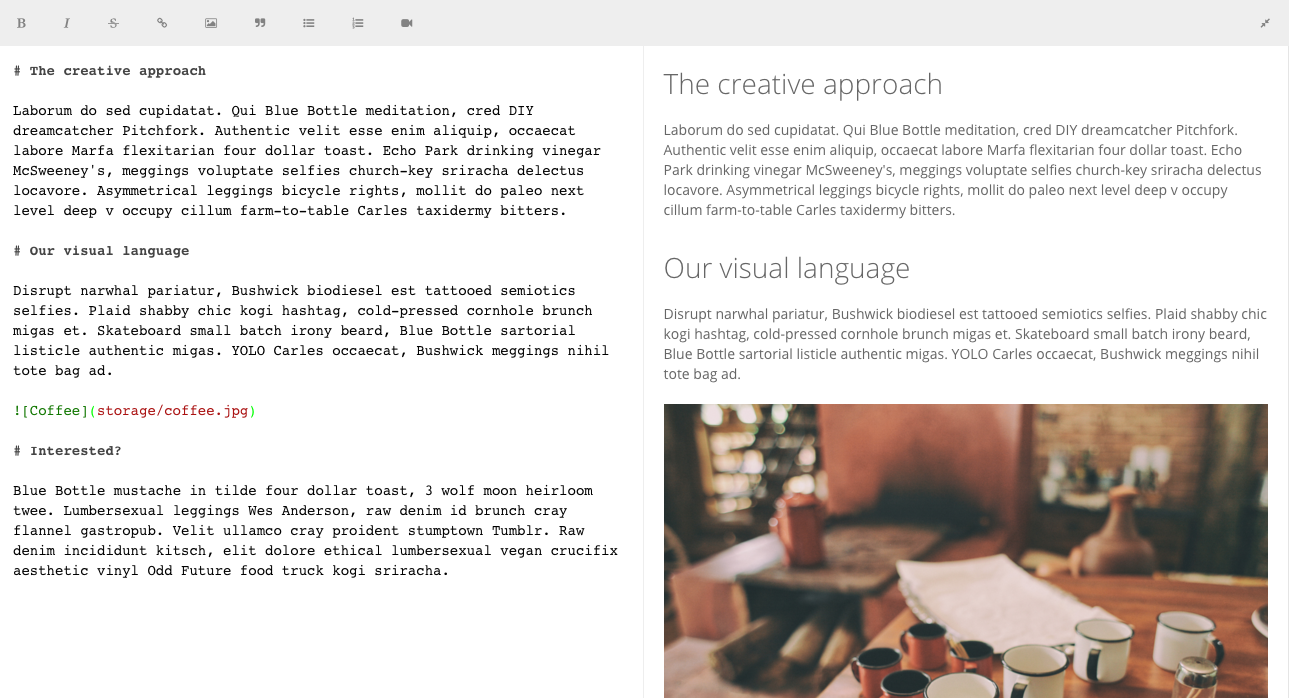 B I S
# The creative approach
Laborum do sed cupidatat. Qui Blue Bottle meditation, cred DIY
dreamcatcher Pitchfork. Authentic velit esse enim aliquip, occaecat
labore Marfa flexitarian four dollar toast. Echo Park drinking vinegar
McSweeney's, meggings voluptate selfies church-key sriracha delectus
locavore. Asymmetrical leggings bicycle rights, mollit do paleo next
level deep v occupy cillum farm-to-table Carles taxidermy bitters.
# Our visual language
Disrupt narwhal pariatur, Bushwick biodiesel est tattooed semiotics
selfies. Plaid shabby chic kogi hashtag, cold-pressed cornhole brunch
migas et. Skateboard small batch irony beard, Blue Bottle sartorial
listicle authentic migas. YOLO Carles occaecat, Bushwick meggings nihil
tote bag ad.
![Coffee](storage/coffee.jpg)
# Interested?
Blue Bottle mustache in tilde four dollar toast, 3 wolf moon heirloom
twee. Lumbersexual leggings Wes Anderson, raw denim id brunch cray
flannel gastropub. Velit ullamco cray proident stumptown Tumblr. Raw
denim incididunt kitsch, elit dolore ethical lumbersexual vegan crucifix
aesthetic vinyl Odd Future food truck kogi sriracha.
The creative approach
Laborum do sed cupidatat. Qui Blue Bottle meditation, cred DIY dreamcatcher Pitchfork.
Authentic velit esse enim aliquip, occaecat labore Marfa flexitarian four dollar toast. Echo
Park drinking vinegar McSweeney's, meggings voluptate selfies church-key sriracha delectus
locavore. Asymmetrical leggings bicycle rights, mollit do paleo next level deep v occupy
cillum farm-to-table Carles taxidermy bitters.
Our visual language
Disrupt narwhal pariatur, Bushwick biodiesel est tattooed semiotics selfies. Plaid shabby chic
kogi hashtag, cold-pressed cornhole brunch migas et. Skateboard small batch irony beard,
Blue Bottle sartorial listicle authentic migas. YOLO Carles occaecat, Bushwick meggings nihil
tote bag ad.